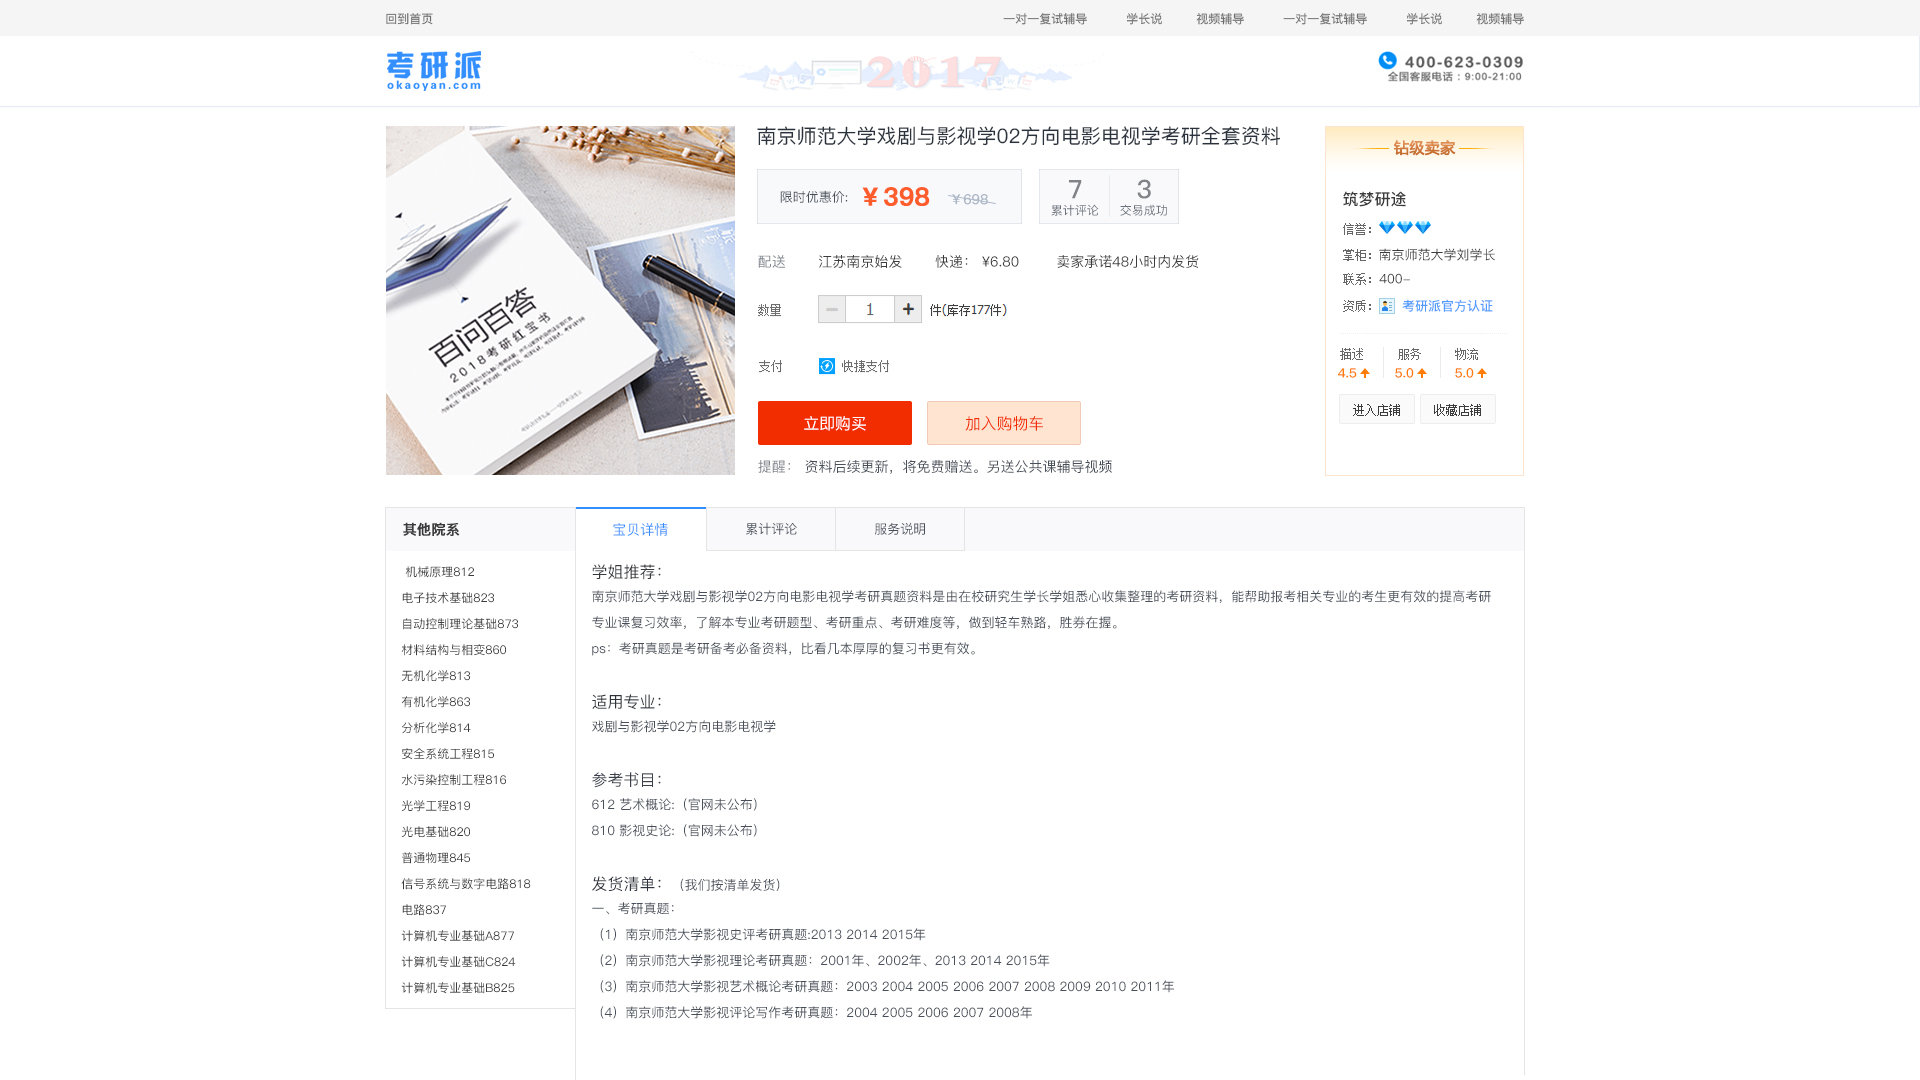 回到首页
一对一复试辅导 学长说 视频辅导 一对一复试辅导 学长说 视频辅导
考研派
okaoyan.com
2017
400-623-0309
全国客服电话：9:00-21:00
南京师范大学戏剧与影视学02方向电影电视学考研全套资料
限时优惠价: ¥398 ¥698
7 累计评论
3 交易成功
配送 江苏南京始发 快递： ¥6.80 卖家承诺48小时内发货
数量 1 件(库存177件)
支付 快捷支付
立即购买 加入购物车
提醒： 资料后续更新，将免费赠送。另送公共课辅导视频
百问百答
2018考研红宝书
钻级卖家
筑梦研途
信誉：
掌柜：南京师范大学刘学长
联系：400-
资质： 考研派官方认证
描述 服务 物流
4.5 5.0 5.0
进入店铺 收藏店铺
其他院系
机械原理812
电子技术基础823
自动控制理论基础873
材料结构与相变860
无机化学813
有机化学863
分析化学814
安全系统工程815
水污染控制工程816
光学工程819
光电基础820
普通物理845
信号系统与数字电路818
电路837
计算机专业基础A877
计算机专业基础C824
计算机专业基础B825
宝贝详情 累计评论 服务说明
学姐推荐：
南京师范大学戏剧与影视学02方向电影电视学考研真题资料是由在校研究生学长学姐悉心收集整理的考研资料，能帮助报考相关专业的考生更有效的提高考研
专业课复习效率，了解本专业考研题型、考研重点、考研难度等，做到轻车熟路，胜券在握。
ps：考研真题是考研备考必备资料，比看几本厚厚的复习书更有效。
适用专业：
戏剧与影视学02方向电影电视学
参考书目：
612 艺术概论:（官网未公布）
810 影视史论:（官网未公布）
发货清单： （我们按清单发货）
一、考研真题：
（1）南京师范大学影视史评考研真题:2013 2014 2015年
（2）南京师范大学影视理论考研真题：2001年、2002年、2013 2014 2015年
（3）南京师范大学影视艺术概论考研真题：2003 2004 2005 2006 2007 2008 2009 2010 2011年
（4）南京师范大学影视评论写作考研真题：2004 2005 2006 2007 2008年